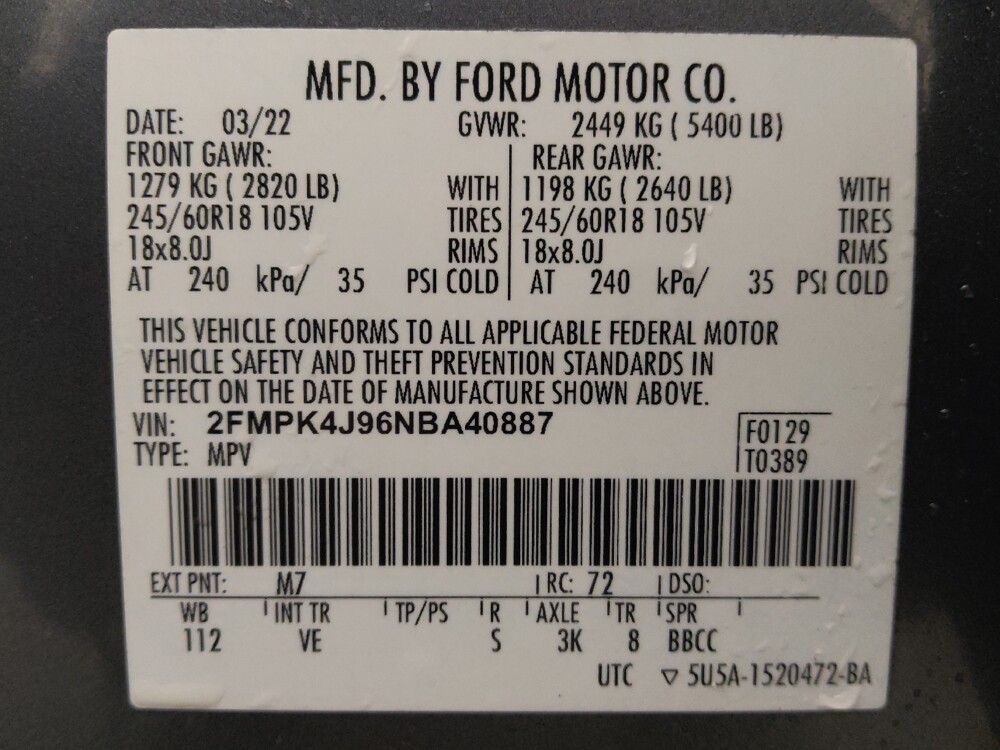 MFD. BY FORD MOTOR CO.
DATE: 03/22 GVWR: 2449 KG ( 5400 LB)
FRONT GAWR: REAR GAWR:
1279 KG ( 2820 LB) WITH 1198 KG ( 2640 LB) WITH
245/60R18 105V TIRES 245/60R18 105V TIRES
18x8.0J RIMS 18x8.0J RIMS
AT 240 kPa/ 35 PSI COLD AT 240 kPa/ 35 PSI COLD
THIS VEHICLE CONFORMS TO ALL APPLICABLE FEDERAL MOTOR
VEHICLE SAFETY AND THEFT PREVENTION STANDARDS IN
EFFECT ON THE DATE OF MANUFACTURE SHOWN ABOVE.
VIN: 2FMPK4J96NBA40887 F0129
TYPE: MPV T0389
EXT PNT: M7 RC: 72 DSO:
WB INT TR TP/PS R AXLE TR SPR
112 VE S 3K 8 BBCC
UTC ▽ 5U5A-1520472-BA